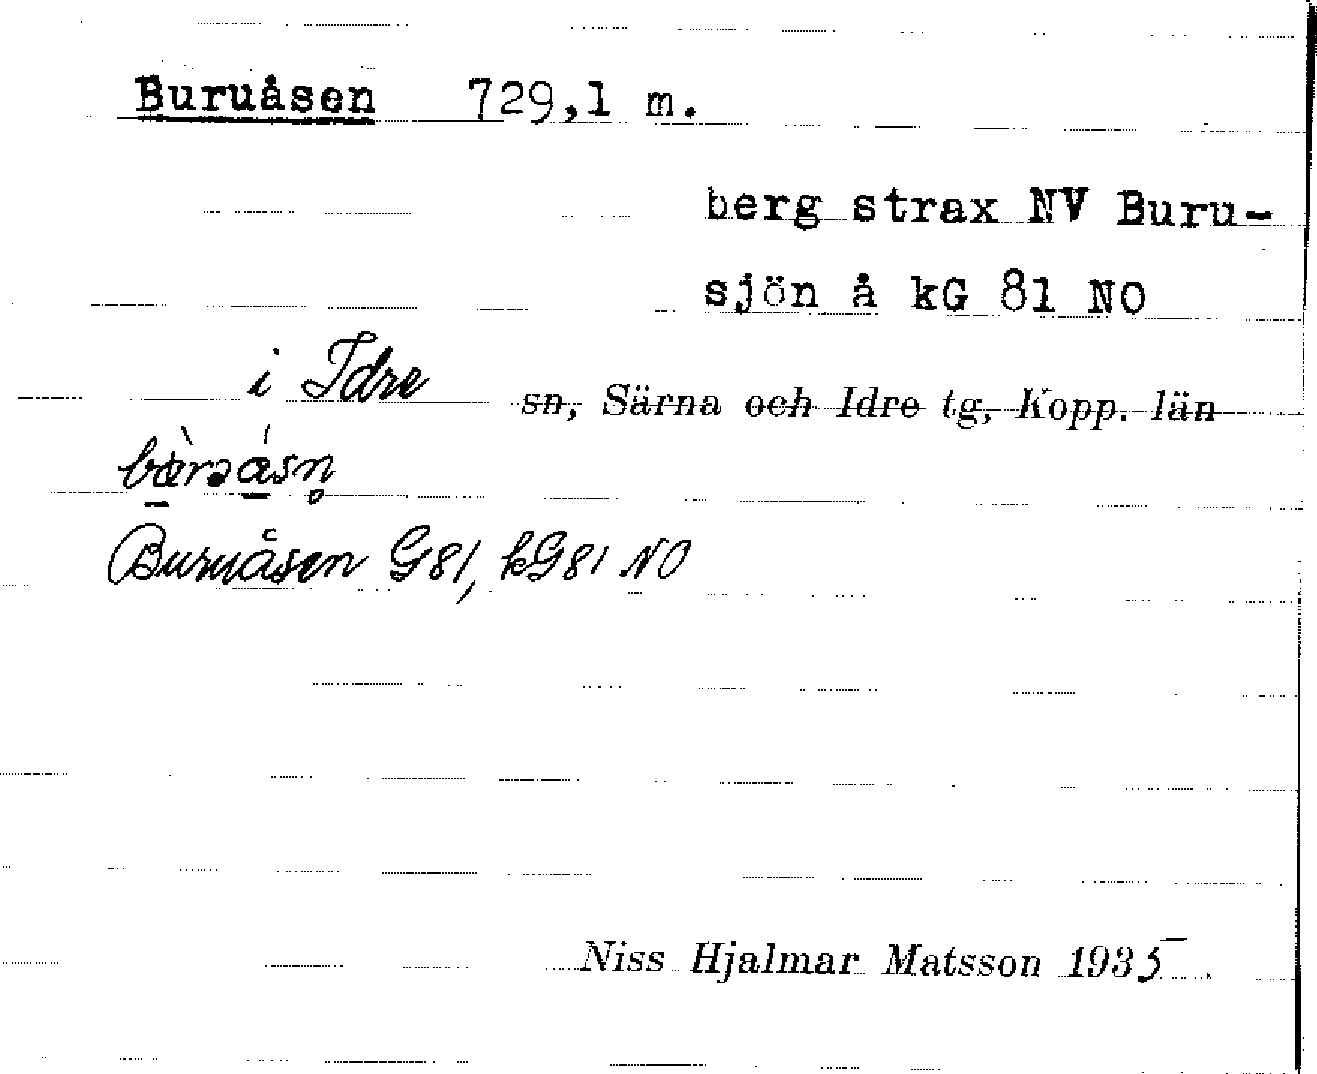 Buruåsen 729,1 m.
berg strax NV Buru-
sjön å kG 81 NO
i Idre sn, Särna och Idre tg, Kopp. län
Buruåsen G81, kG81 NO
Niss Hjalmar Matsson 1935